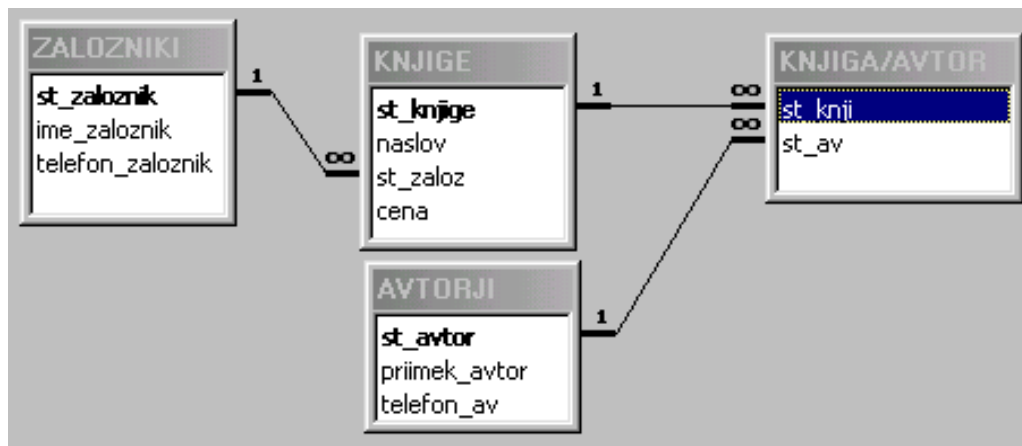 ZALOZNIKI
st_zaloznik
ime_zaloznik
telefon_zaloznik
1
∞
KNJIGE
st_knjige
naslov
st_zaloz
cena
1
∞
∞
KNJIGA/AVTOR
st_knji
st_av
AVTORJI
st_avtor
priimek_avtor
telefon_av
1